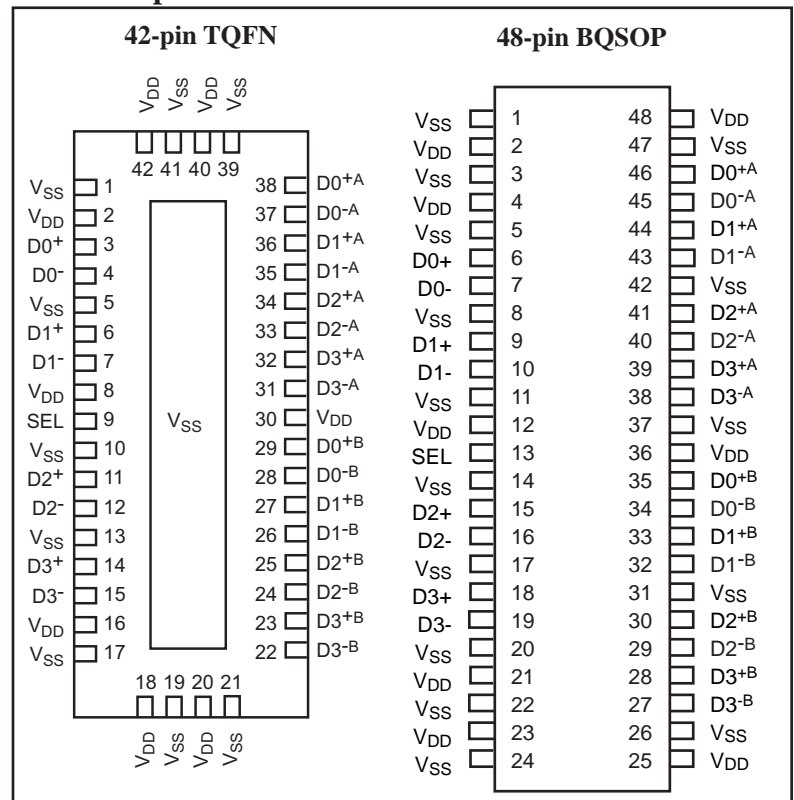 42-pin TQFN
VDD VSS VDD VSS
42 41 40 39
VSS 1
VDD 2
D0+ 3
D0- 4
VSS 5
D1+ 6
D1- 7
VDD 8
SEL 9
VSS 10
D2+ 11
D2- 12
VSS 13
D3+ 14
D3- 15
VDD 16
VSS 17
VSS
38 D0+A
37 D0-A
36 D1+A
35 D1-A
34 D2+A
33 D2-A
32 D3+A
31 D3-A
30 VDD
29 D0+B
28 D0-B
27 D1+B
26 D1-B
25 D2+B
24 D2-B
23 D3+B
22 D3-B
18 19 20 21
VDD VSS VDD VSS
48-pin BQSOP
VSS 1 48 VDD
VDD 2 47 VSS
VSS 3 46 D0+A
VDD 4 45 D0-A
VSS 5 44 D1+A
D0+ 6 43 D1-A
D0- 7 42 VSS
VSS 8 41 D2+A
D1+ 9 40 D2-A
D1- 10 39 D3+A
VSS 11 38 D3-A
VDD 12 37 VSS
SEL 13 36 VDD
VSS 14 35 D0+B
D2+ 15 34 D0-B
D2- 16 33 D1+B
VSS 17 32 D1-B
D3+ 18 31 VSS
D3- 19 30 D2+B
VSS 20 29 D2-B
VDD 21 28 D3+B
VSS 22 27 D3-B
VDD 23 26 VSS
VSS 24 25 VDD